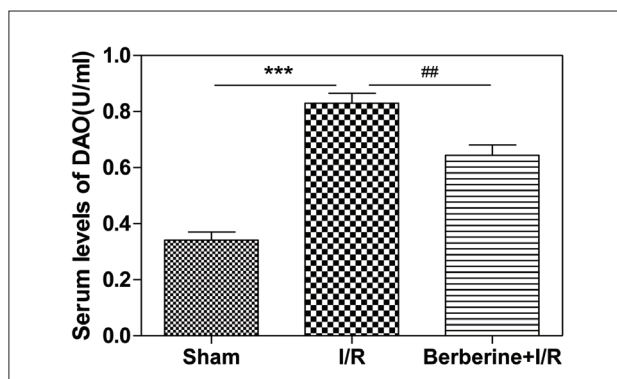 Serum levels of DAO(U/ml)
1.0
0.8
0.6
0.4
0.2
0.0
***
##
Sham
I/R
Berberine+I/R